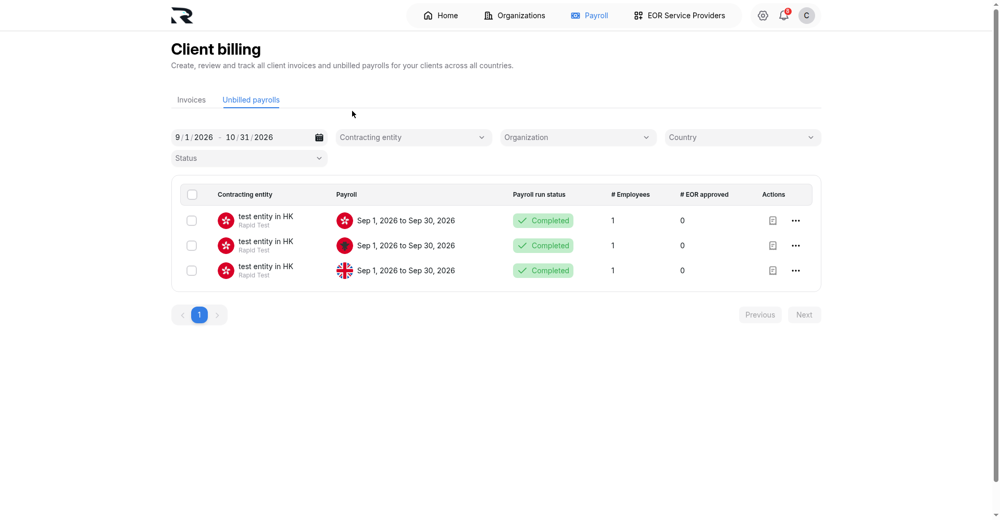 Home
Organizations
Payroll
EOR Service Providers
8
C
Client billing
Create, review and track all client invoices and unbilled payrolls for your clients across all countries.
Invoices
Unbilled payrolls
9/1/2026 - 10/31/2026
Contracting entity
Organization
Country
Status
Contracting entity Payroll Payroll run status # Employees # EOR approved Actions
test entity in HK Sep 1, 2026 to Sep 30, 2026 Completed 1 0
Rapid Test
test entity in HK Sep 1, 2026 to Sep 30, 2026 Completed 1 0
Rapid Test
test entity in HK Sep 1, 2026 to Sep 30, 2026 Completed 1 0
Rapid Test
1
Previous
Next